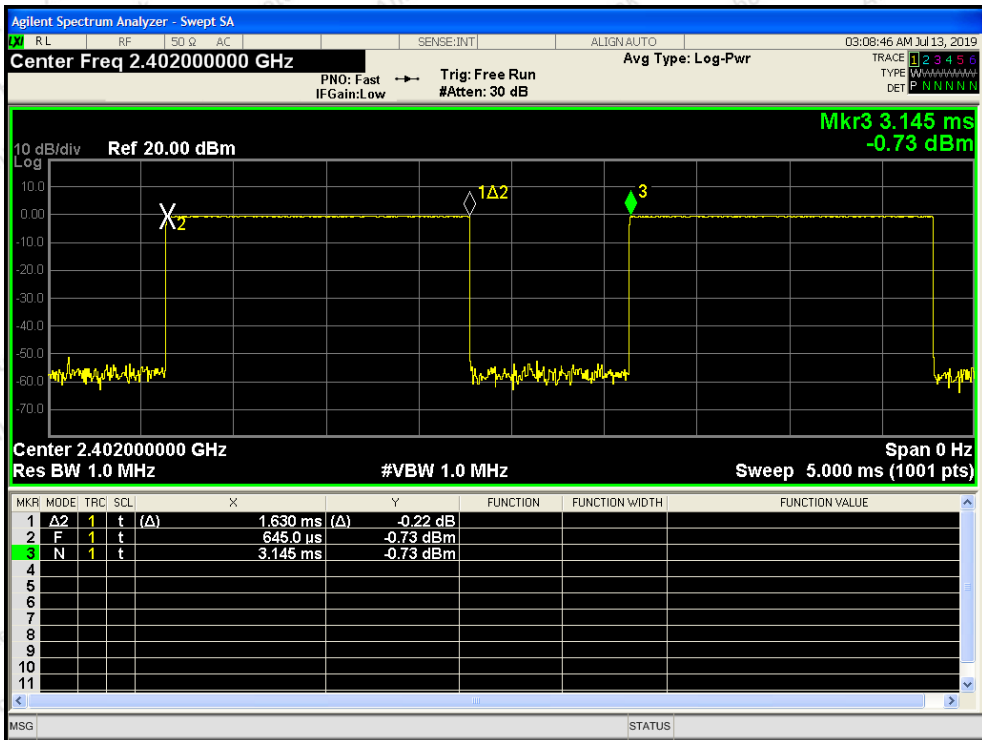 Agilent Spectrum Analyzer - Swept SA
LXI RL RF 50 Ω AC SENSE:INT ALIGN AUTO 03:08:46 AM Jul 13, 2019
Center Freq 2.402000000 GHz
PNO: Fast
IFGain:Low
Trig: Free Run
#Atten: 30 dB
Avg Type: Log-Pwr
TRACE 1 2 3 4 5 6
TYPE WWWWWW
DET P N N N N N
Mkr3 3.145 ms
-0.73 dBm
10 dB/div Ref 20.00 dBm
Log
10.0
0.00
-10.0
-20.0
-30.0
-40.0
-50.0
-60.0
-70.0
2
1Δ2
3
Center 2.402000000 GHz Span 0 Hz
Res BW 1.0 MHz #VBW 1.0 MHz Sweep 5.000 ms (1001 pts)
MKR MODE TRC SCL X Y FUNCTION FUNCTION WIDTH FUNCTION VALUE
1 Δ2 1 t (Δ) 1.630 ms (Δ) -0.22 dB
2 F 1 t 645.0 µs -0.73 dBm
3 N 1 t 3.145 ms -0.73 dBm
4
5
6
7
8
9
10
11
MSG STATUS